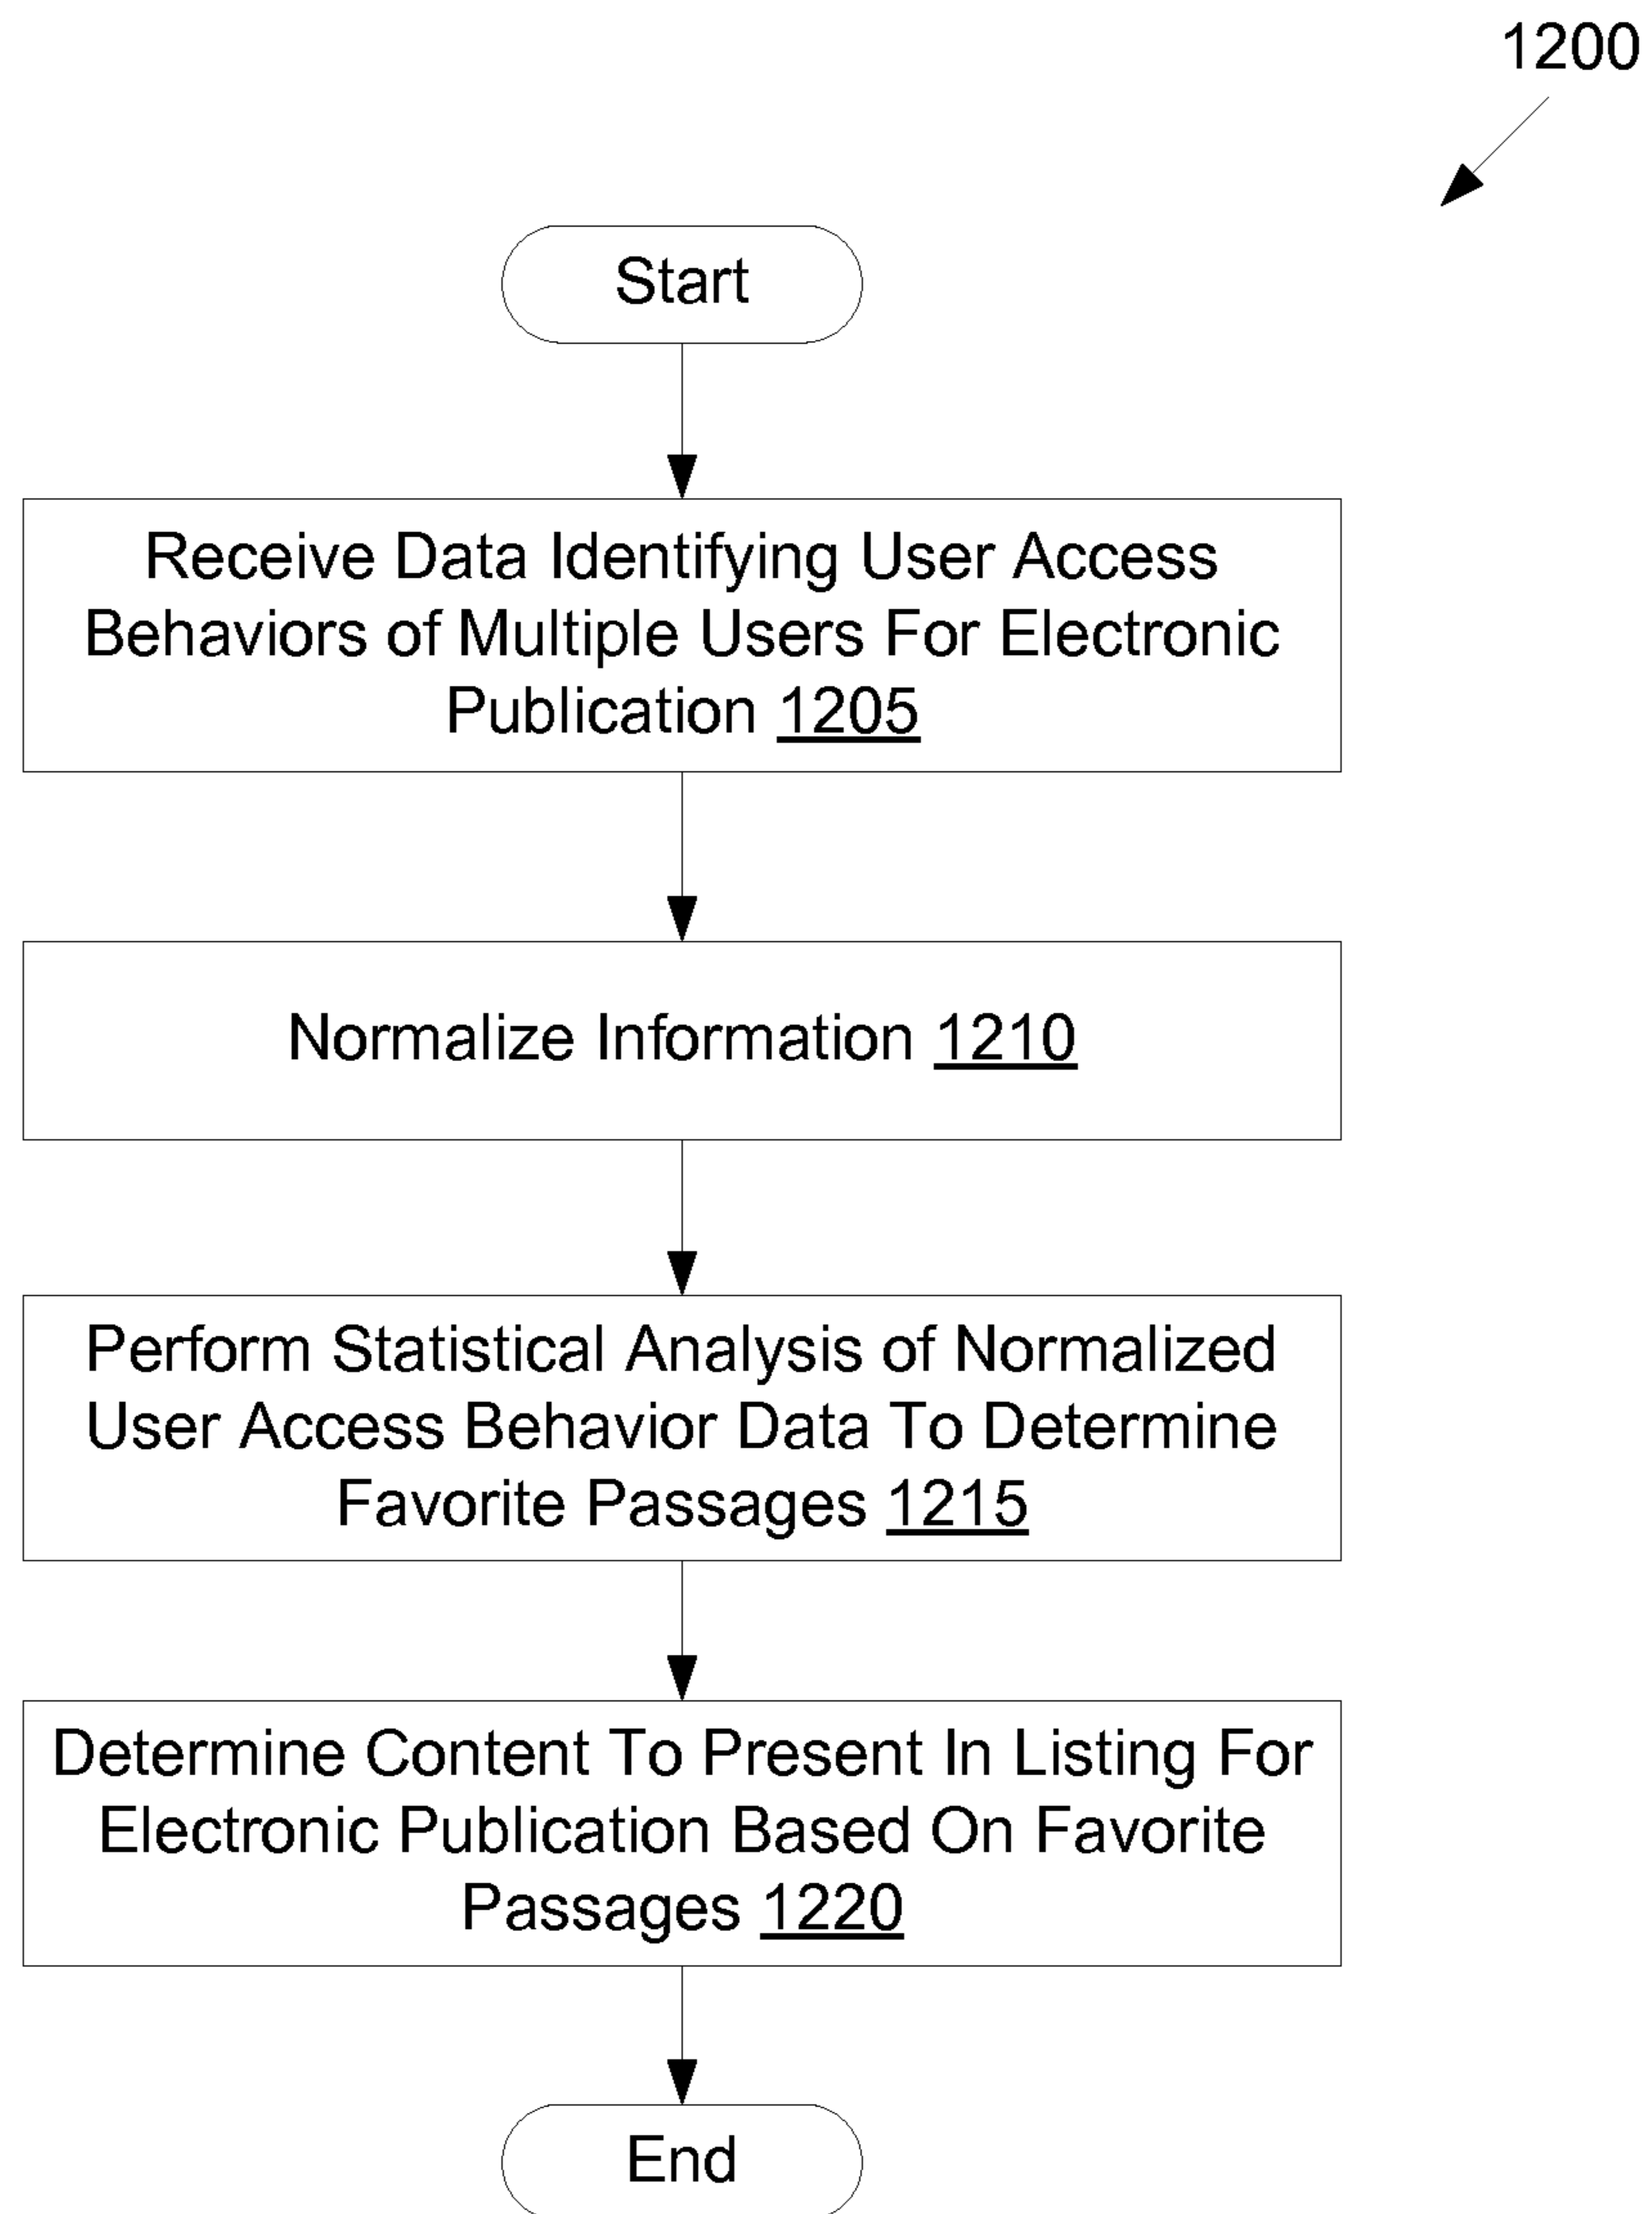 1200
Start
Receive Data Identifying User Access
Behaviors of Multiple Users For Electronic
Publication 1205
Normalize Information 1210
Perform Statistical Analysis of Normalized
User Access Behavior Data To Determine
Favorite Passages 1215
Determine Content To Present In Listing For
Electronic Publication Based On Favorite
Passages 1220
End